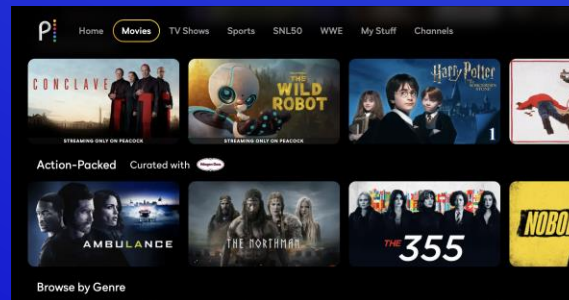 P
Home Movies TV Shows Sports SNL50 WWE My Stuff Channels
CONCLAVE
STREAMING ONLY ON PEACOCK
THE
WILD
ROBOT
STREAMING ONLY ON PEACOCK
Harry Potter
1
Action-Packed Curated with
AMBULANCE
THE NORTHMAN
THE 355
NOBO
Browse by Genre